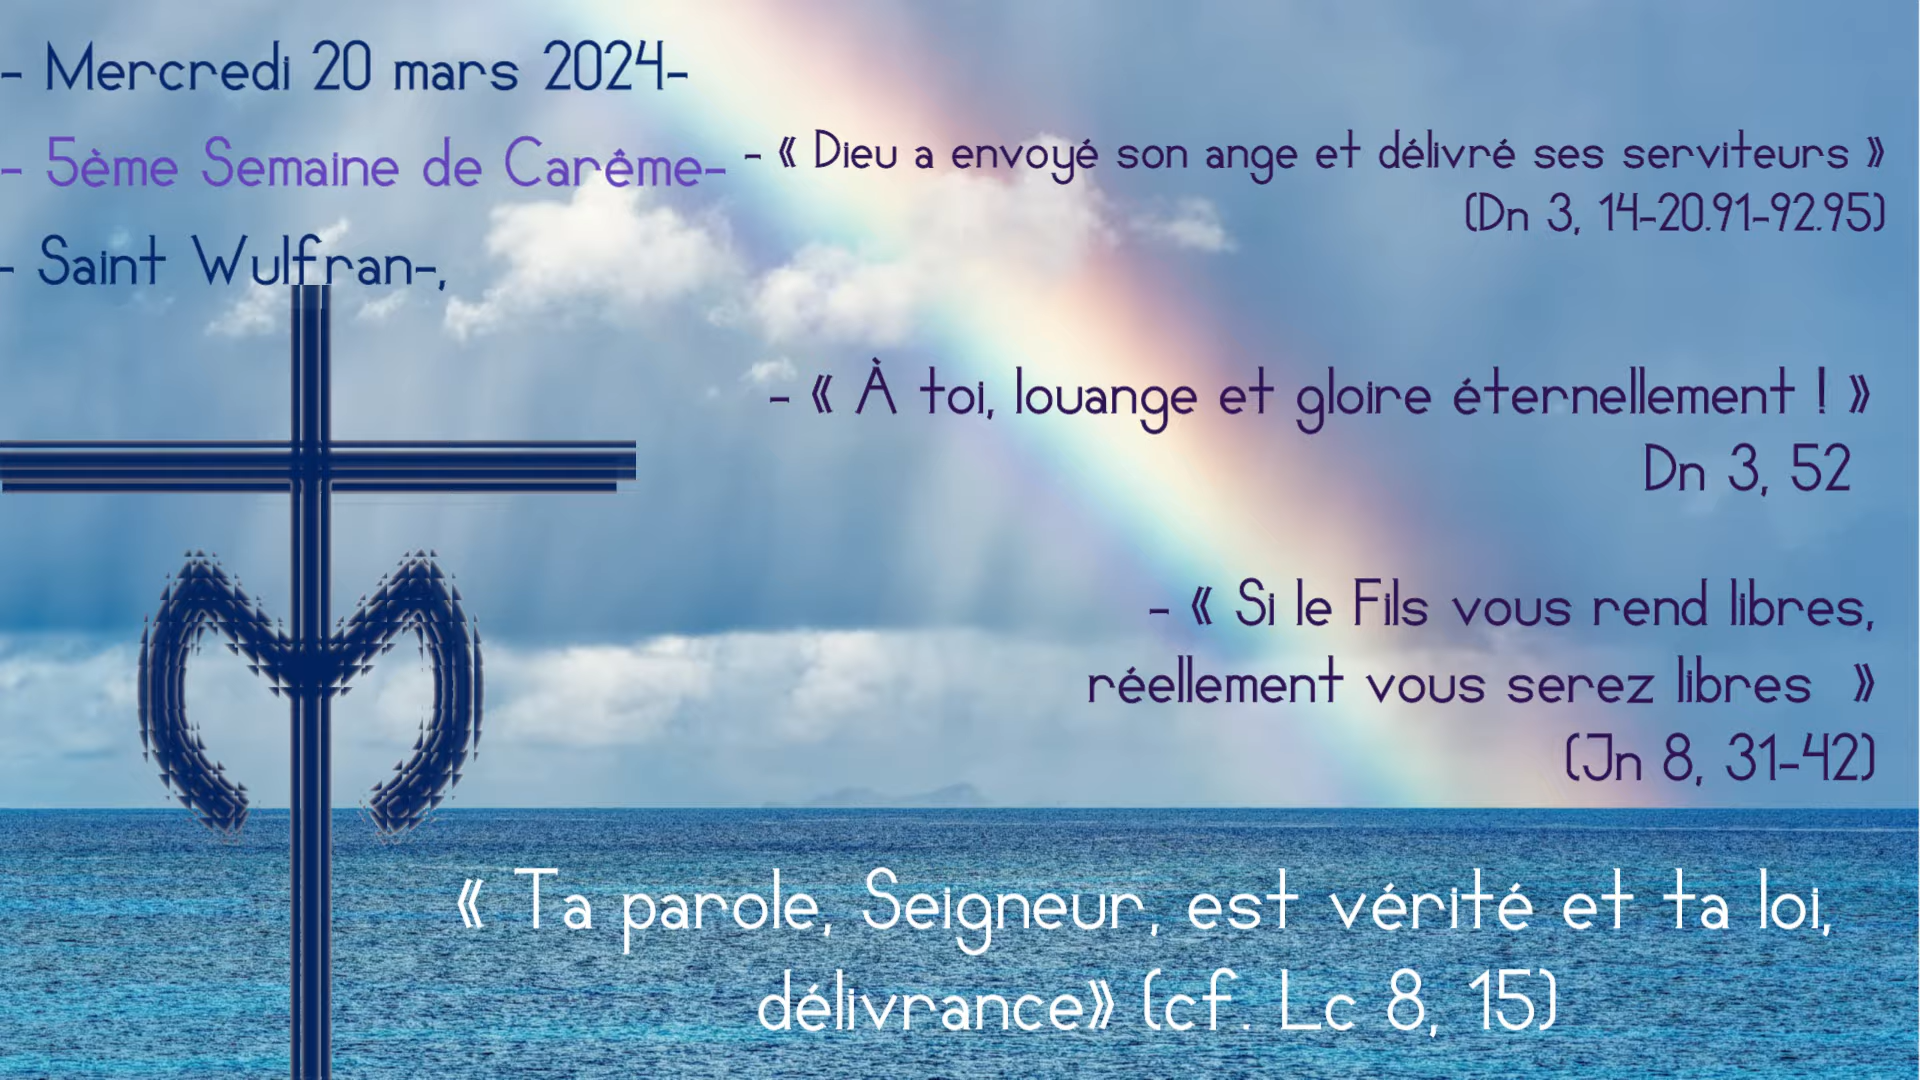 - Mercredi 20 mars 2024-
- 5ème Semaine de Carême-
- Saint Wulfran-,
- « Dieu a envoyé son ange et délivré ses serviteurs »
(Dn 3, 14-20.91-92.95)
- « À toi, louange et gloire éternellement ! »
Dn 3, 52
- « Si le Fils vous rend libres,
réellement vous serez libres »
(Jn 8, 31-42)
« Ta parole, Seigneur, est vérité et ta loi,
délivrance» (cf. Lc 8, 15)